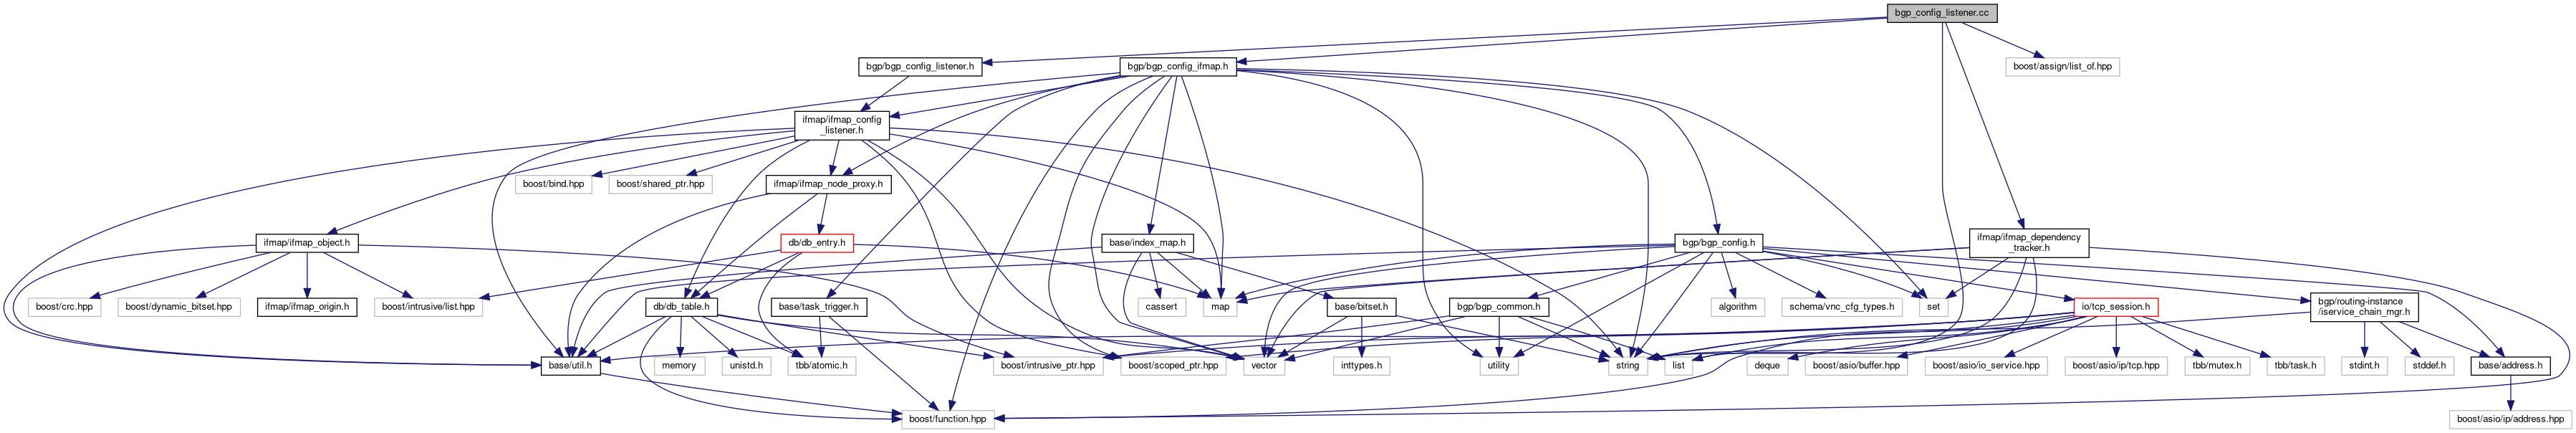 bgp_config_listener.cc
bgp/bgp_config_listener.h
bgp/bgp_config_ifmap.h
boost/assign/list_of.hpp
ifmap/ifmap_config
_listener.h
boost/bind.hpp
boost/shared_ptr.hpp
ifmap/ifmap_node_proxy.h
ifmap/ifmap_object.h
db/db_entry.h
base/index_map.h
bgp/bgp_config.h
ifmap/ifmap_dependency
_tracker.h
boost/crc.hpp
boost/dynamic_bitset.hpp
ifmap/ifmap_origin.h
boost/intrusive/list.hpp
db/db_table.h
base/task_trigger.h
cassert
map
base/bitset.h
bgp/bgp_common.h
algorithm
schema/vnc_cfg_types.h
set
io/tcp_session.h
bgp/routing-instance
/iservice_chain_mgr.h
base/util.h
memory
unistd.h
tbb/atomic.h
boost/intrusive_ptr.hpp
boost/scoped_ptr.hpp
vector
inttypes.h
utility
string
list
deque
boost/asio/buffer.hpp
boost/asio/io_service.hpp
boost/asio/ip/tcp.hpp
tbb/mutex.h
tbb/task.h
stdint.h
stddef.h
base/address.h
boost/function.hpp
boost/asio/ip/address.hpp